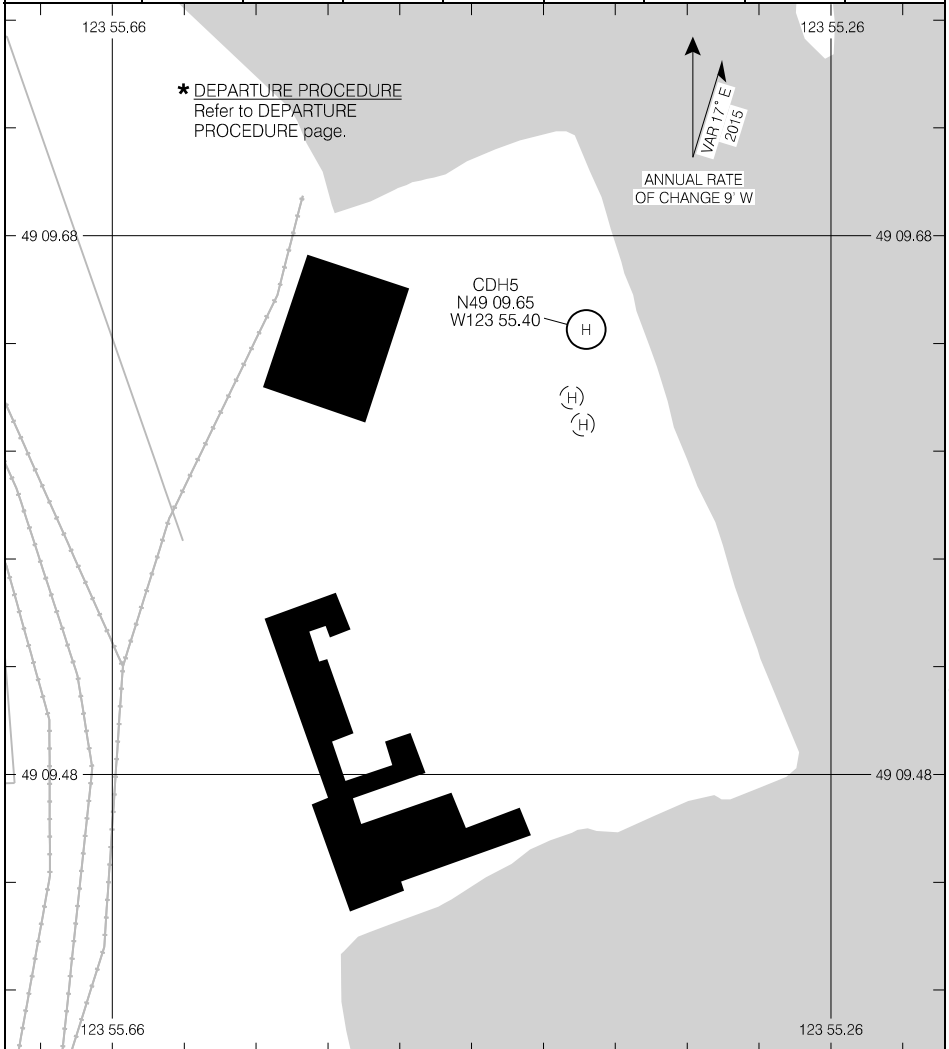 123 55.66
123 55.26
* DEPARTURE PROCEDURE
Refer to DEPARTURE
PROCEDURE page.
VAR 17° E
2015
ANNUAL RATE
OF CHANGE 9' W
49 09.68
49 09.68
CDH5
N49 09.65
W123 55.40
H
H
H
49 09.48
49 09.48
123 55.66
123 55.26